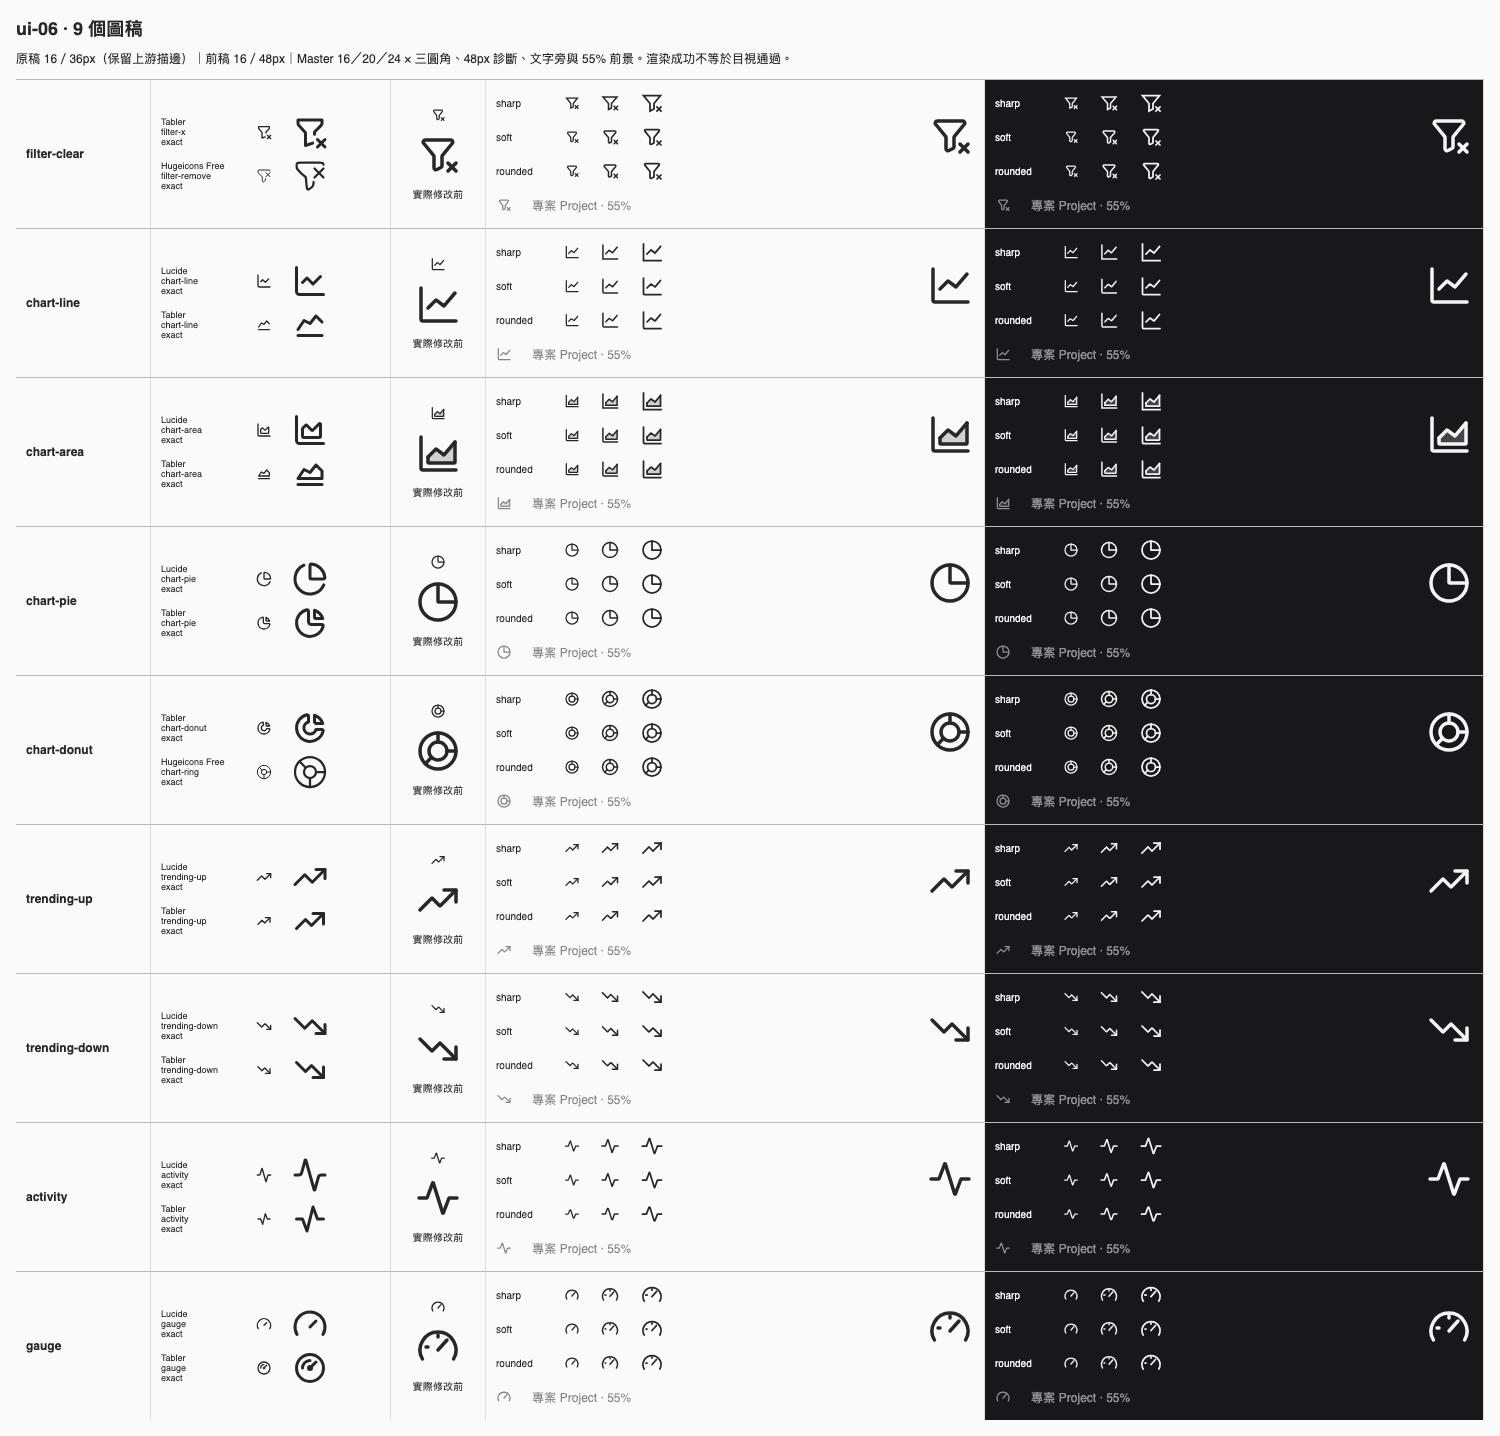 ui-06 · 9 個圖稿
原稿 16 / 36px（保留上游描邊）｜前稿 16 / 48px｜Master 16／20／24 × 三圓角、48px 診斷、文字旁與 55% 前景。渲染成功不等於目視通過。
filter-clear
Tabler
filter-x
exact
Hugeicons Free
filter-remove
exact
實際修改前
sharp
soft
rounded
專案 Project · 55%
sharp
soft
rounded
專案 Project · 55%
chart-line
Lucide
chart-line
exact
Tabler
chart-line
exact
實際修改前
sharp
soft
rounded
專案 Project · 55%
sharp
soft
rounded
專案 Project · 55%
chart-area
Lucide
chart-area
exact
Tabler
chart-area
exact
實際修改前
sharp
soft
rounded
專案 Project · 55%
sharp
soft
rounded
專案 Project · 55%
chart-pie
Lucide
chart-pie
exact
Tabler
chart-pie
exact
實際修改前
sharp
soft
rounded
專案 Project · 55%
sharp
soft
rounded
專案 Project · 55%
chart-donut
Tabler
chart-donut
exact
Hugeicons Free
chart-ring
exact
實際修改前
sharp
soft
rounded
專案 Project · 55%
sharp
soft
rounded
專案 Project · 55%
trending-up
Lucide
trending-up
exact
Tabler
trending-up
exact
實際修改前
sharp
soft
rounded
專案 Project · 55%
sharp
soft
rounded
專案 Project · 55%
trending-down
Lucide
trending-down
exact
Tabler
trending-down
exact
實際修改前
sharp
soft
rounded
專案 Project · 55%
sharp
soft
rounded
專案 Project · 55%
activity
Lucide
activity
exact
Tabler
activity
exact
實際修改前
sharp
soft
rounded
專案 Project · 55%
sharp
soft
rounded
專案 Project · 55%
gauge
Lucide
gauge
exact
Tabler
gauge
exact
實際修改前
sharp
soft
rounded
專案 Project · 55%
sharp
soft
rounded
專案 Project · 55%